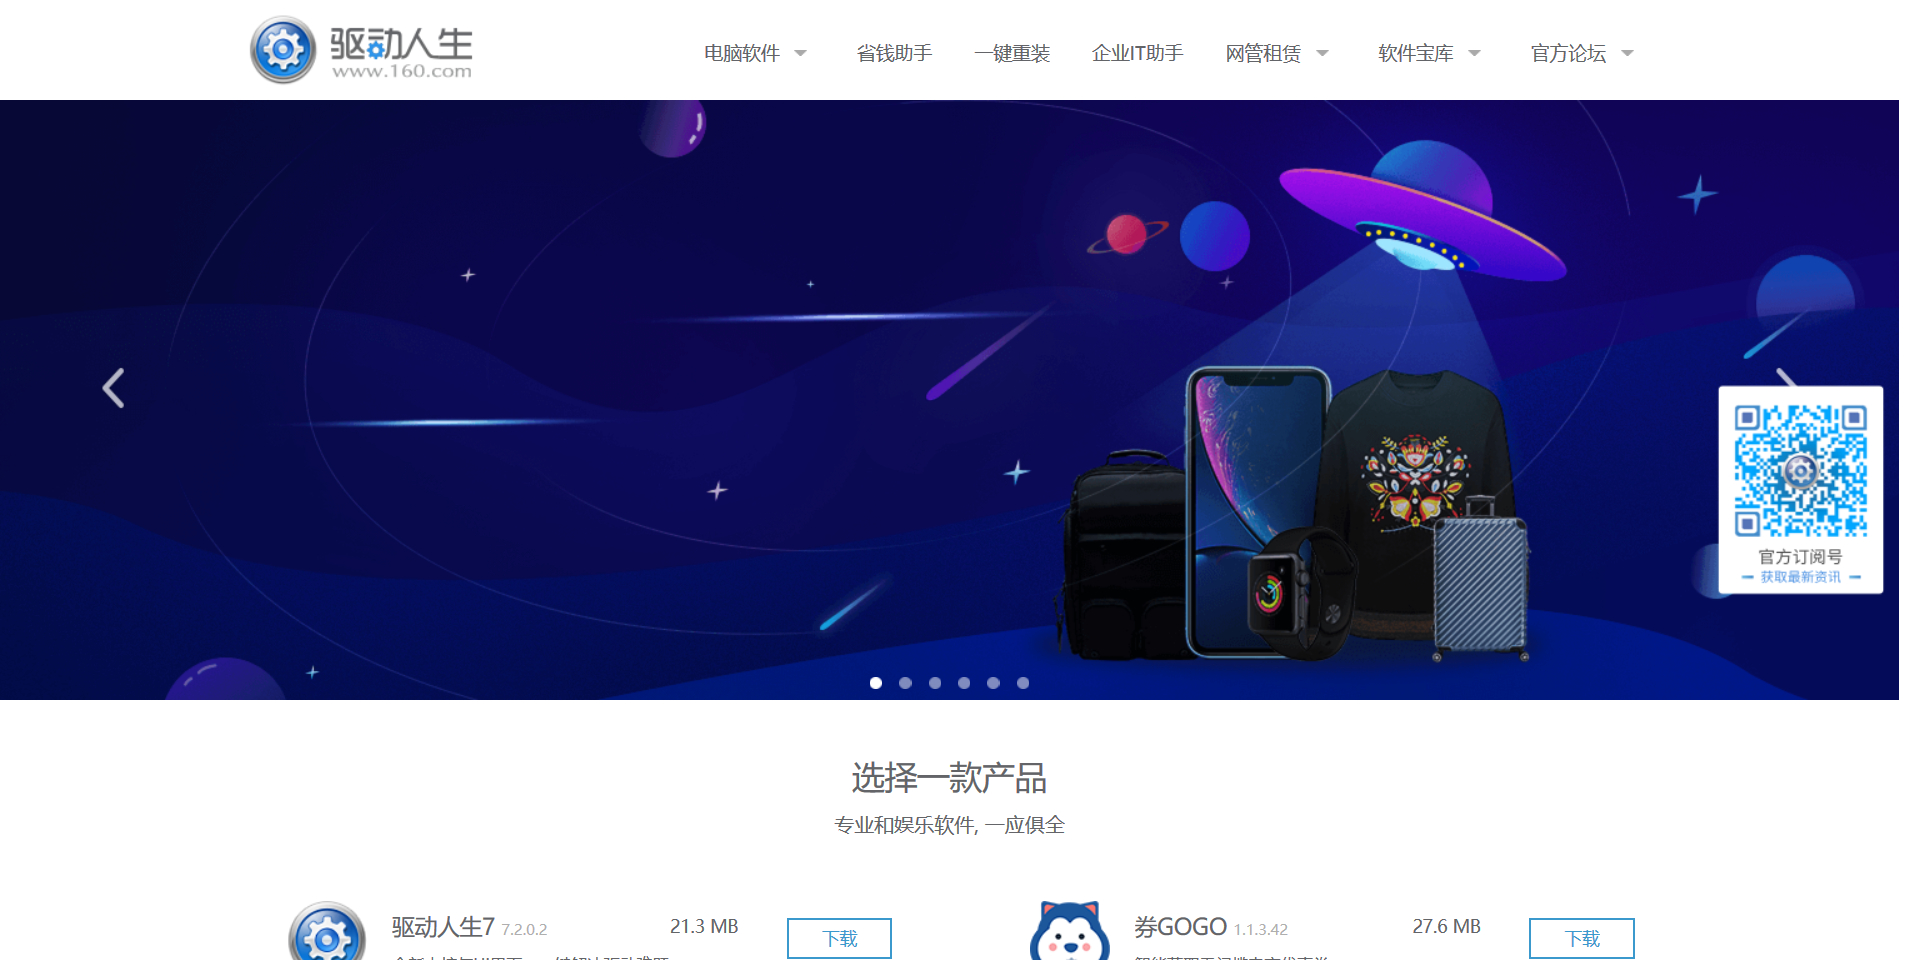 驱动人生
www.160.com
电脑软件 省钱助手 一键重装 企业IT助手 网管租赁 软件宝库 官方论坛
官方订阅号
获取最新资讯
选择一款产品
专业和娱乐软件, 一应俱全
驱动人生7 7.2.0.2 21.3 MB 下载
券GOGO 1.1.3.42 27.6 MB 下载